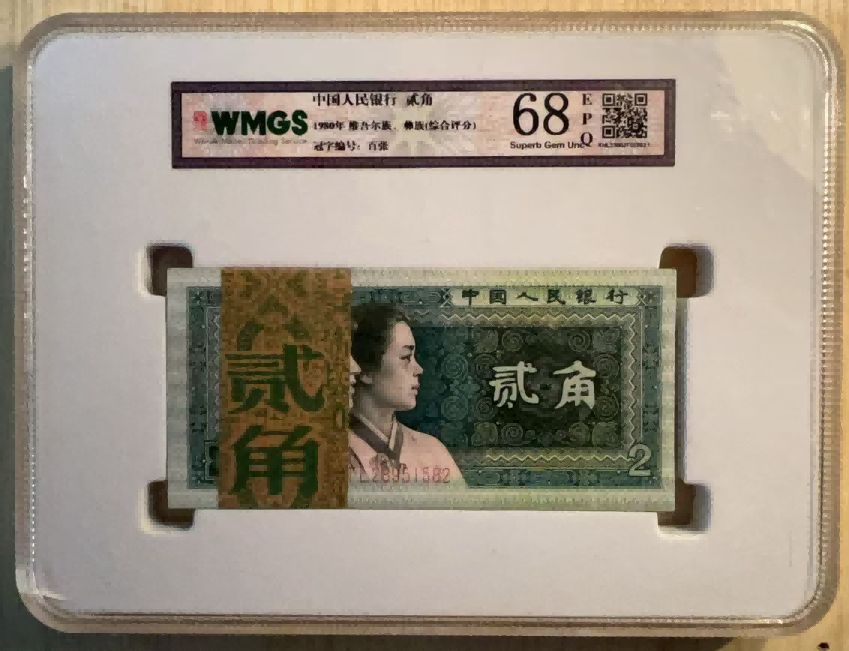 WMGS
中国人民银行 贰角
1980年 维吾尔族、彝族(综合评分)
冠字编号：百张
68
E
P
Q
Superb Gem Unc
中国人民银行
贰角
贰角
28951582
2